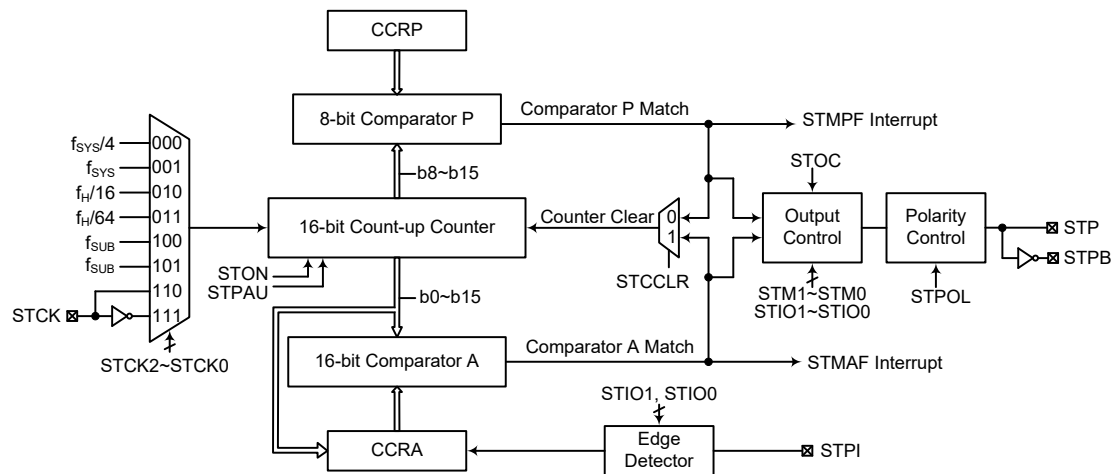 CCRP
8-bit Comparator P
Comparator P Match
STMPF Interrupt
b8~b15
fSYS/4
000
fSYS
001
fH/16
010
fH/64
011
fSUB
100
fSUB
101
110
111
STCK
STCK2~STCK0
16-bit Count-up Counter
STON
STPAU
Counter Clear
0
1
STCCLR
STOC
Output
Control
STM1~STM0
STIO1~STIO0
Polarity
Control
STPOL
STP
STPB
b0~b15
16-bit Comparator A
Comparator A Match
STMAF Interrupt
STIO1, STIO0
CCRA
Edge
Detector
STPI